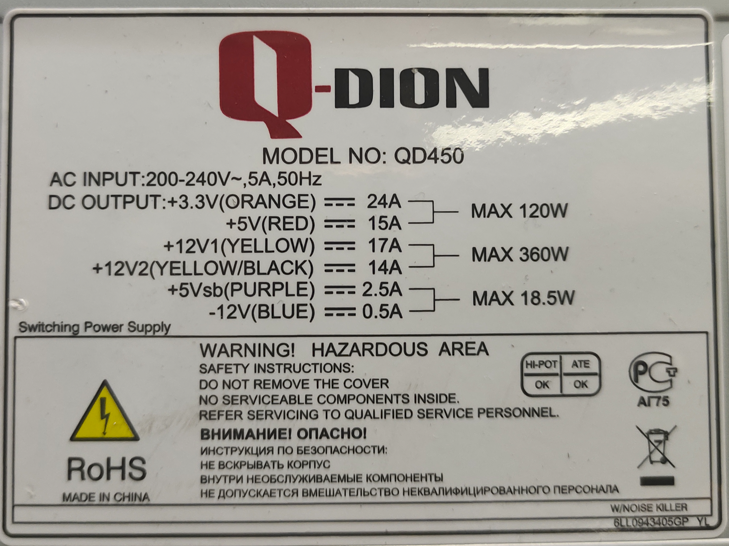 Q-DION
MODEL NO: QD450
AC INPUT:200-240V~,5A,50Hz
DC OUTPUT:+3.3V(ORANGE) 24A
+5V(RED) 15A
MAX 120W
+12V1(YELLOW) 17A
+12V2(YELLOW/BLACK) 14A
MAX 360W
+5Vsb(PURPLE) 2.5A
-12V(BLUE) 0.5A
MAX 18.5W
Switching Power Supply
WARNING! HAZARDOUS AREA
SAFETY INSTRUCTIONS:
DO NOT REMOVE THE COVER
NO SERVICEABLE COMPONENTS INSIDE.
REFER SERVICING TO QUALIFIED SERVICE PERSONNEL.
ВНИМАНИЕ! ОПАСНО!
ИНСТРУКЦИЯ ПО БЕЗОПАСНОСТИ:
НЕ ВСКРЫВАТЬ КОРПУС
ВНУТРИ НЕОБСЛУЖИВАЕМЫЕ КОМПОНЕНТЫ
НЕ ДОПУСКАЕТСЯ ВМЕШАТЕЛЬСТВО НЕКВАЛИФИЦИРОВАННОГО ПЕРСОНАЛА
RoHS
MADE IN CHINA
HI-POT ATE
OK OK
РСТ
АГ75
W/NOISE KILLER
6LL0943405GP YL